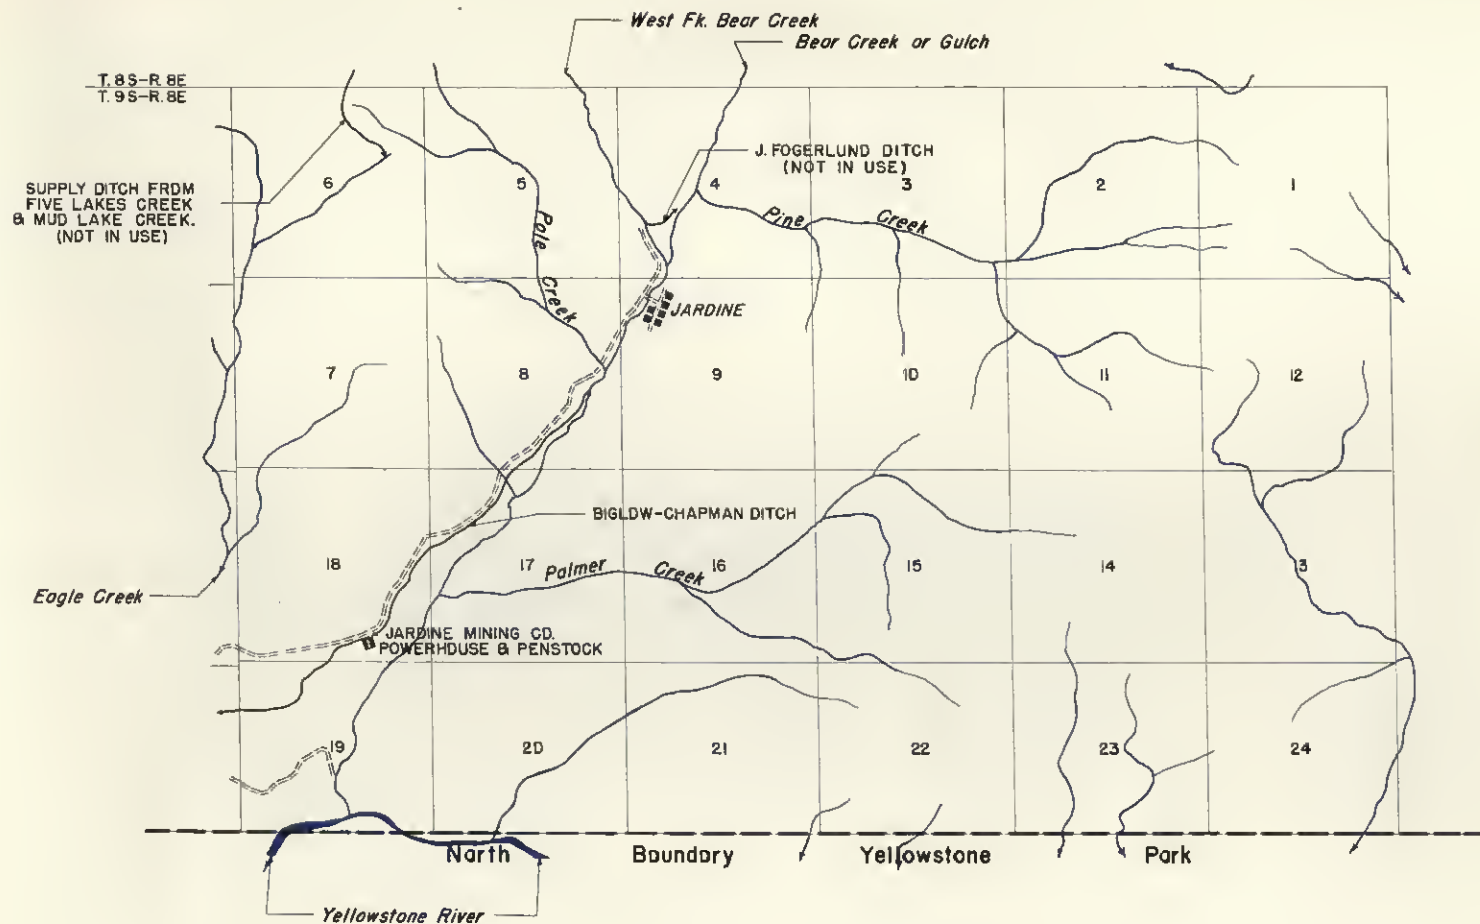 West Fk. Bear Creek
Bear Creek or Gulch
T. 8S-R. 8E
T. 9S-R. 8E
J. FOGERLUND DITCH
(NOT IN USE)
SUPPLY DITCH FROM
FIVE LAKES CREEK
& MUD LAKE CREEK.
(NOT IN USE)
6
5
4
3
2
1
Pole
Creek
Pine Creek
JARDINE
7
8
9
10
11
12
BIGLOW-CHAPMAN DITCH
18
17
16
15
14
3
Palmer Creek
Eagle Creek
JARDINE MINING CO.
POWERHOUSE & PENSTOCK
19
20
21
22
23
24
North Boundary Yellowstone Park
Yellowstone River